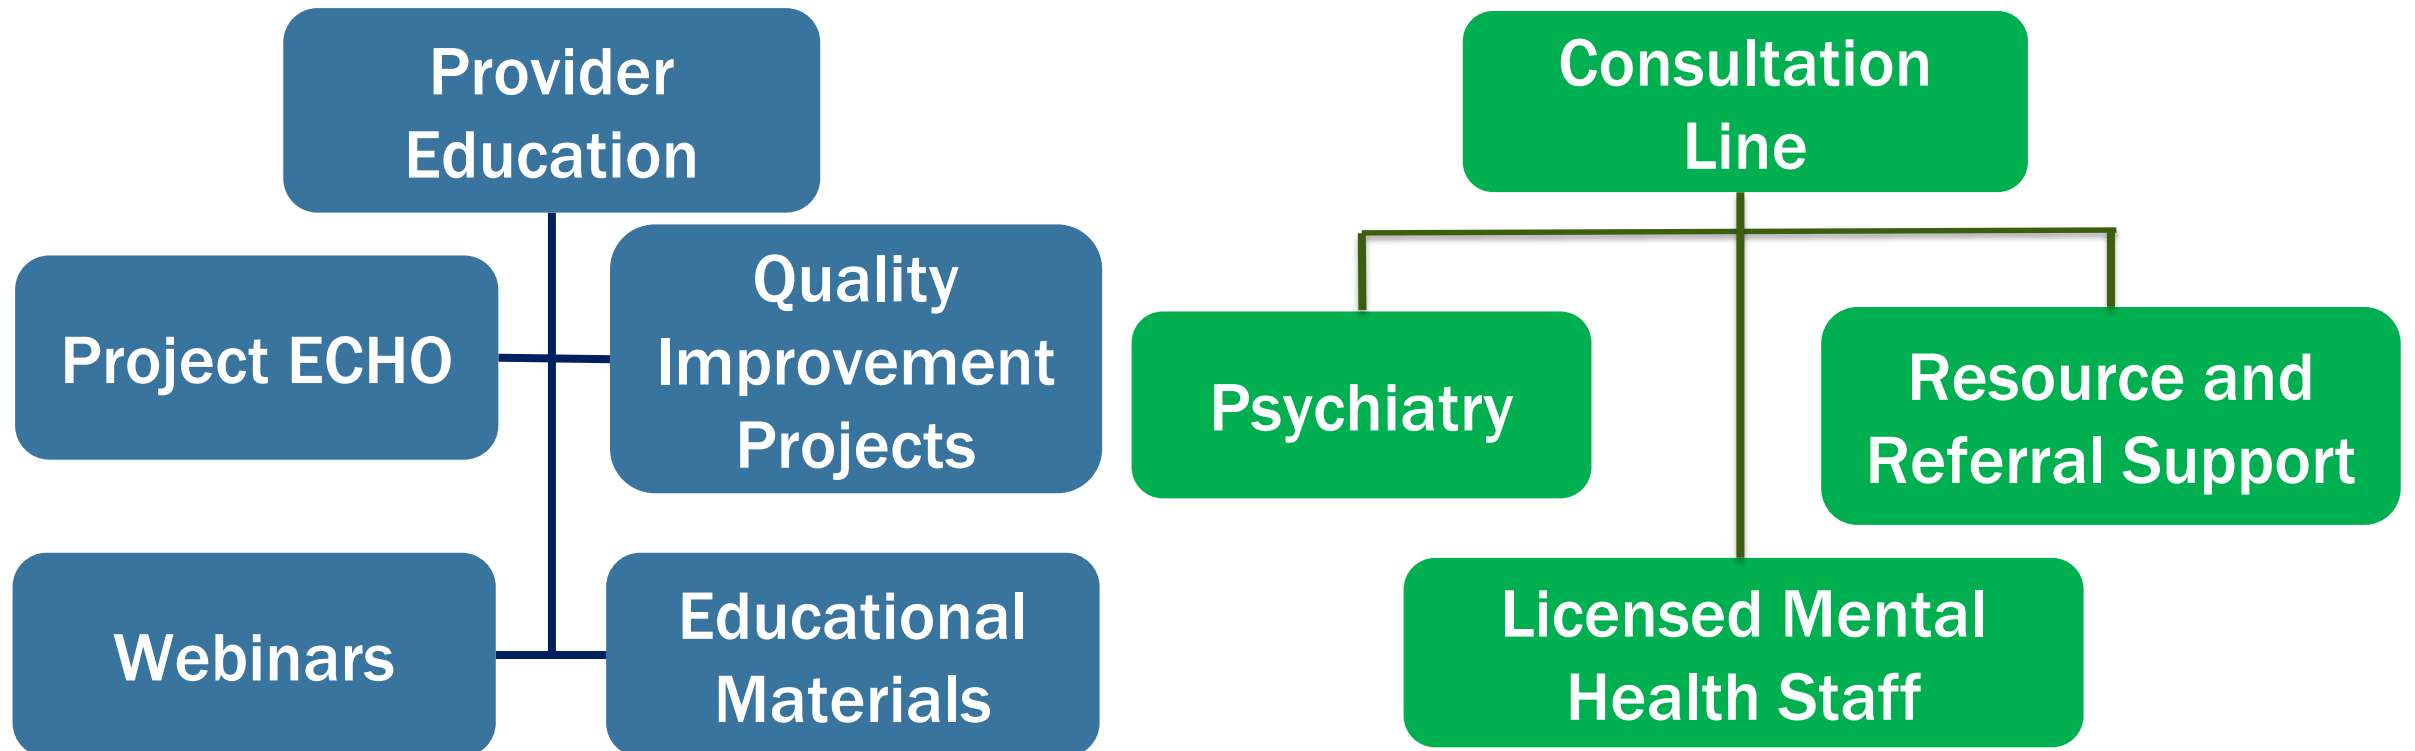 Provider
Education
Project ECHO
Quality
Improvement
Projects
Webinars
Educational
Materials
Consultation
Line
Psychiatry
Resource and
Referral Support
Licensed Mental
Health Staff